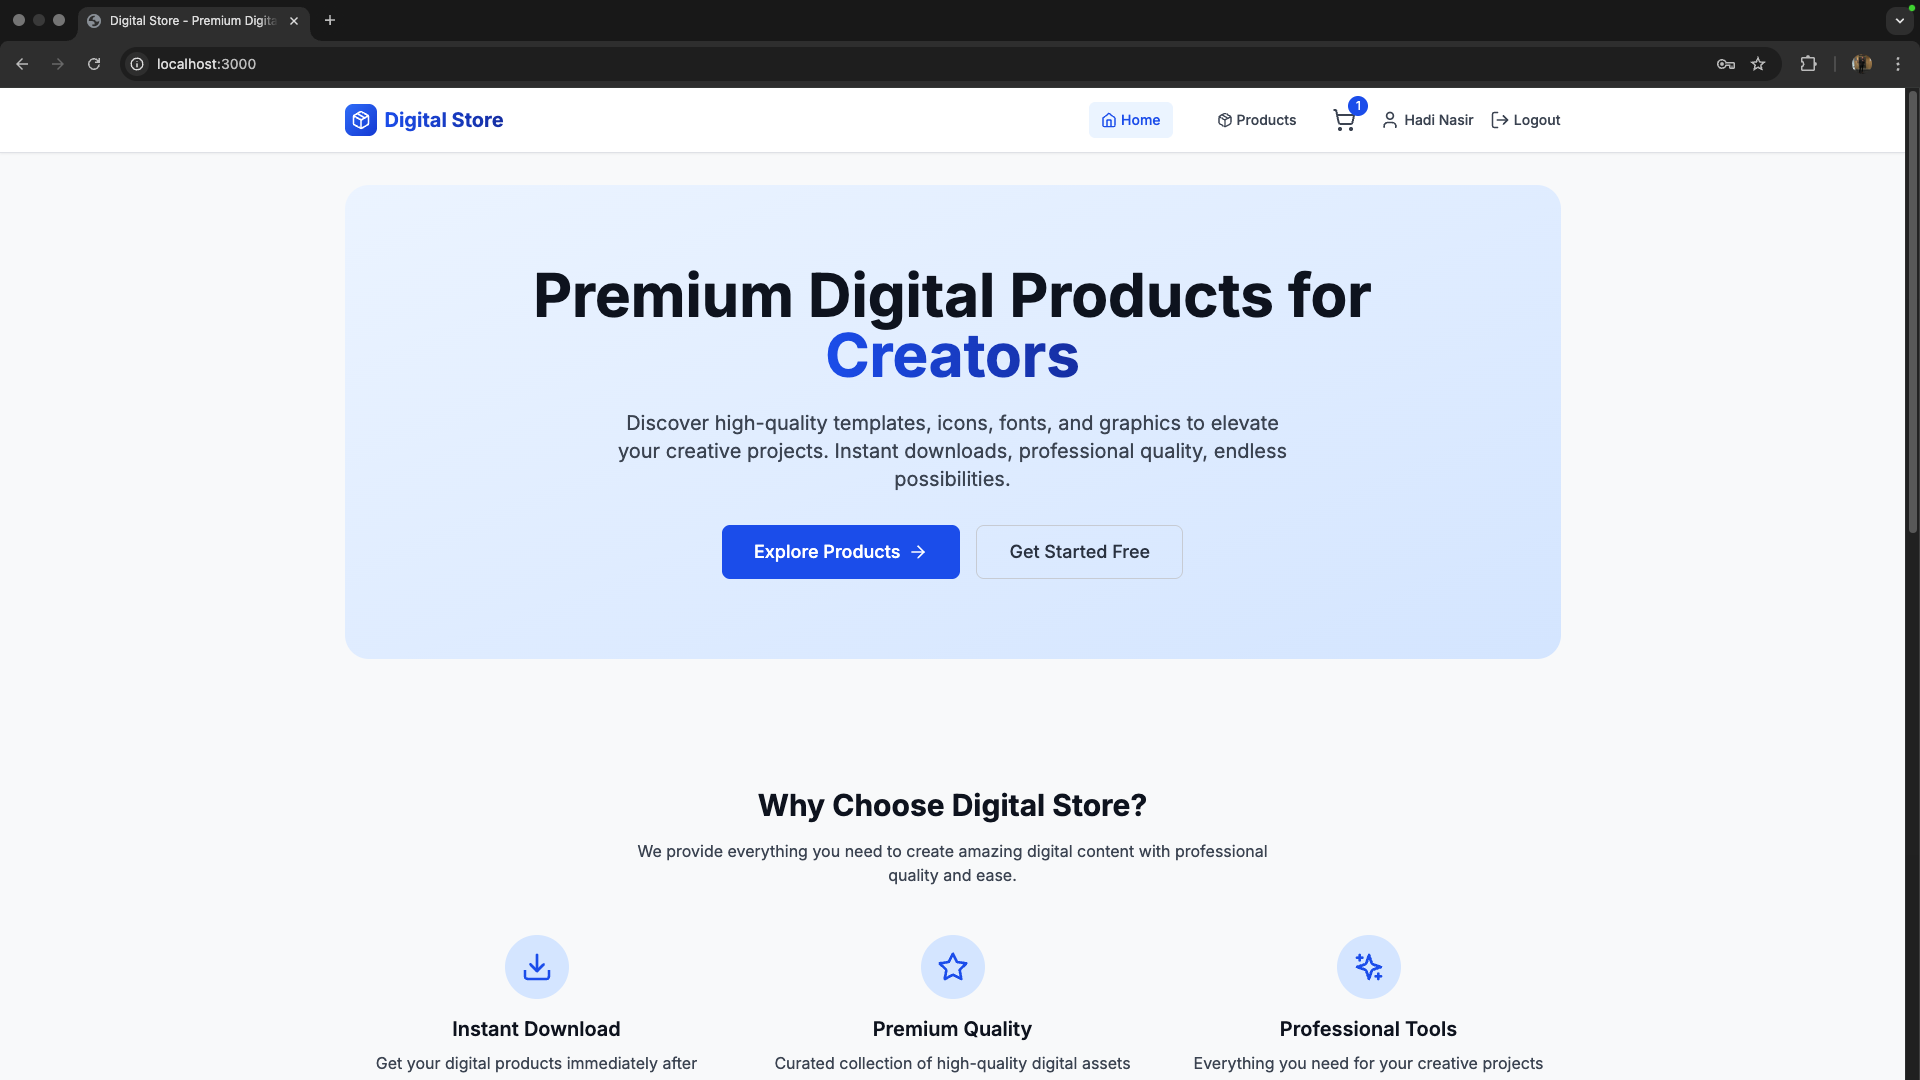 Digital Store - Premium Digita
localhost:3000
Digital Store
Home
Products
1
Hadi Nasir
Logout
Premium Digital Products for
Creators
Discover high-quality templates, icons, fonts, and graphics to elevate
your creative projects. Instant downloads, professional quality, endless
possibilities.
Explore Products
Get Started Free
Why Choose Digital Store?
We provide everything you need to create amazing digital content with professional
quality and ease.
Instant Download
Premium Quality
Professional Tools
Get your digital products immediately after
Curated collection of high-quality digital assets
Everything you need for your creative projects